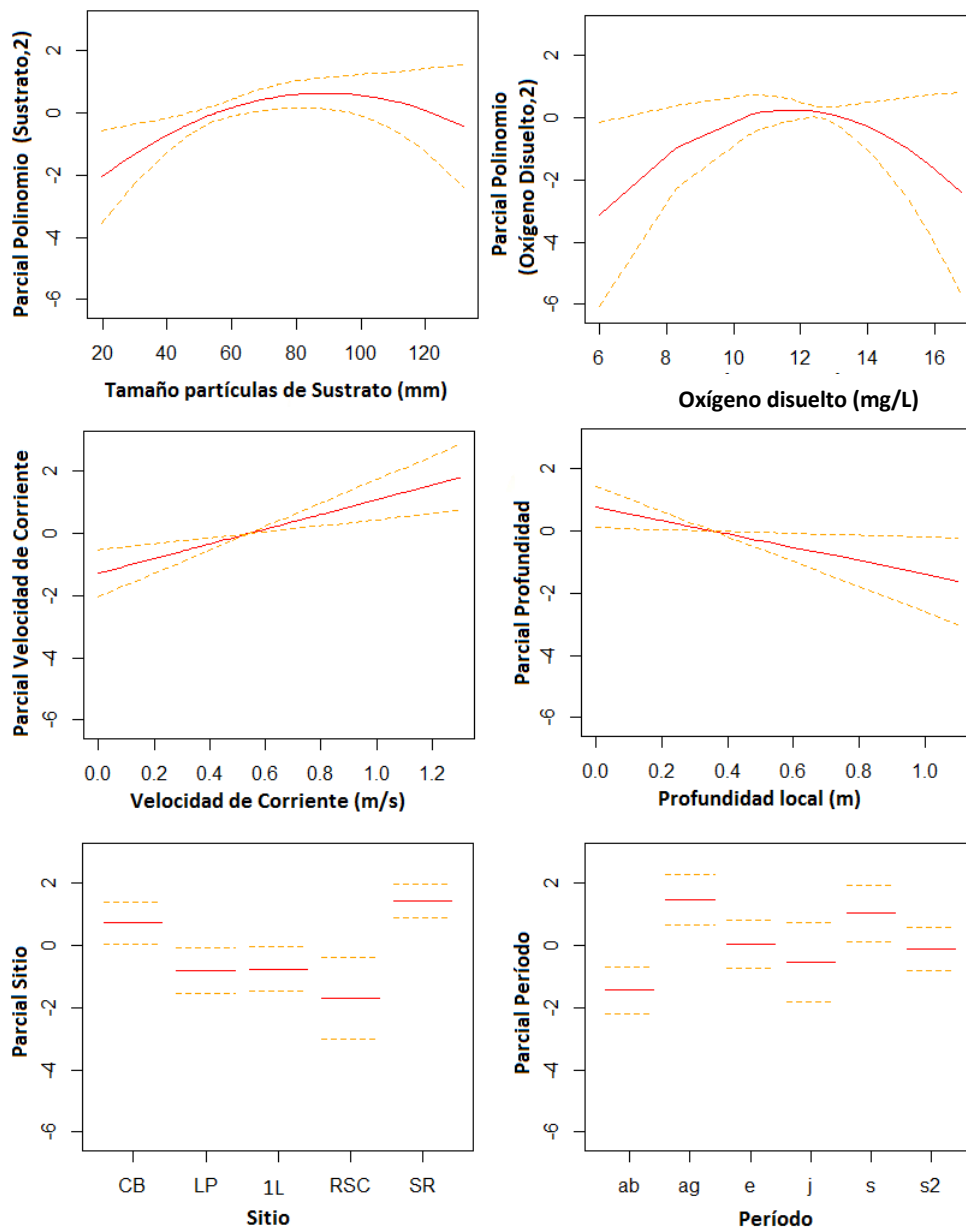 Parcial Polinomio (Sustrato,2)
2
0
-2
-4
-6
20 40 60 80 100 120
Tamaño partículas de Sustrato (mm)
Parcial Polinomio
(Oxígeno Disuelto,2)
2
0
-2
-4
-6
6 8 10 12 14 16
Oxígeno disuelto (mg/L)
Parcial Velocidad de Corriente
2
0
-2
-4
-6
0.0 0.2 0.4 0.6 0.8 1.0 1.2
Velocidad de Corriente (m/s)
Parcial Profundidad
2
0
-2
-4
-6
0.0 0.2 0.4 0.6 0.8 1.0
Profundidad local (m)
Parcial Sitio
2
0
-2
-4
-6
CB LP 1L RSC SR
Sitio
Parcial Período
2
0
-2
-4
-6
ab ag e j s s2
Período